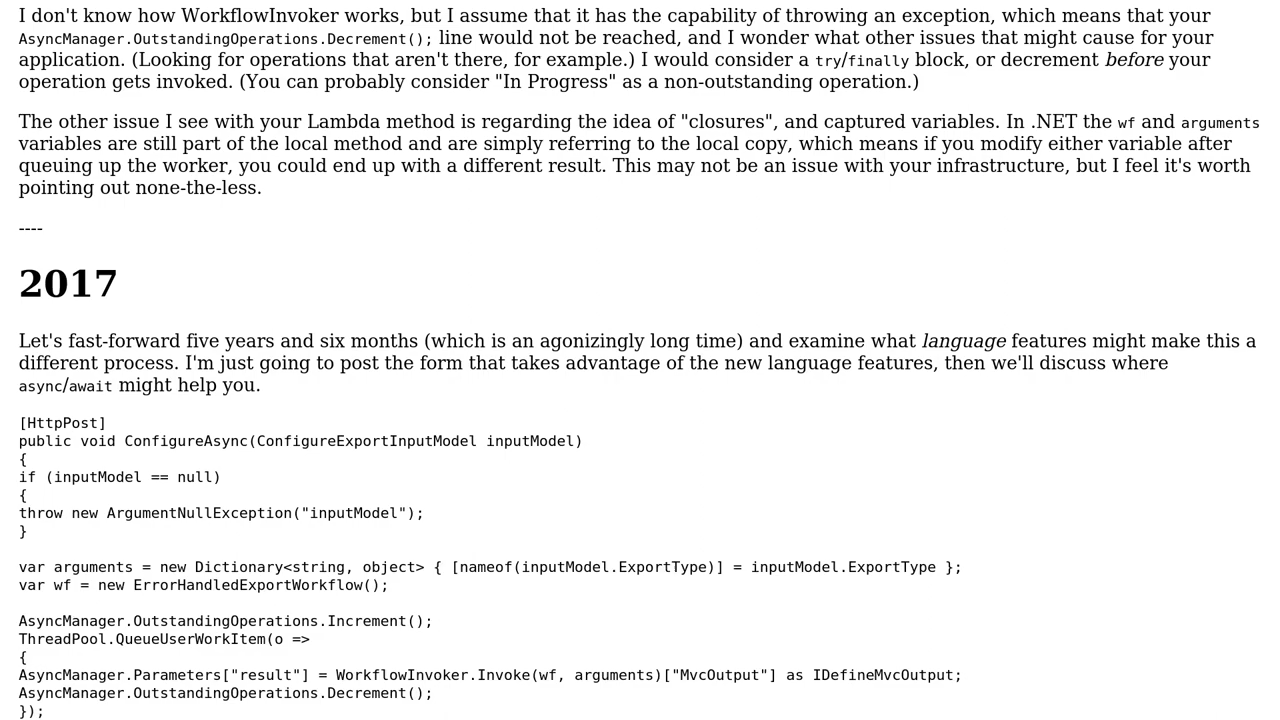 I don't know how WorkflowInvoker works, but I assume that it has the capability of throwing an exception, which means that your
AsyncManager.OutstandingOperations.Decrement(); line would not be reached, and I wonder what other issues that might cause for your
application. (Looking for operations that aren't there, for example.) I would consider a try/finally block, or decrement before your
operation gets invoked. (You can probably consider "In Progress" as a non-outstanding operation.)
The other issue I see with your Lambda method is regarding the idea of "closures", and captured variables. In .NET the wf and arguments
variables are still part of the local method and are simply referring to the local copy, which means if you modify either variable after
queuing up the worker, you could end up with a different result. This may not be an issue with your infrastructure, but I feel it's worth
pointing out none-the-less.
----
2017
Let's fast-forward five years and six months (which is an agonizingly long time) and examine what language features might make this a
different process. I'm just going to post the form that takes advantage of the new language features, then we'll discuss where
async/await might help you.
[HttpPost]
public void ConfigureAsync(ConfigureExportInputModel inputModel)
{
if (inputModel == null)
{
throw new ArgumentNullException("inputModel");
}
var arguments = new Dictionary<string, object> { [nameof(inputModel.ExportType)] = inputModel.ExportType };
var wf = new ErrorHandledExportWorkflow();
AsyncManager.OutstandingOperations.Increment();
ThreadPool.QueueUserWorkItem(o =>
{
AsyncManager.Parameters["result"] = WorkflowInvoker.Invoke(wf, arguments)["MvcOutput"] as IDefineMvcOutput;
AsyncManager.OutstandingOperations.Decrement();
});